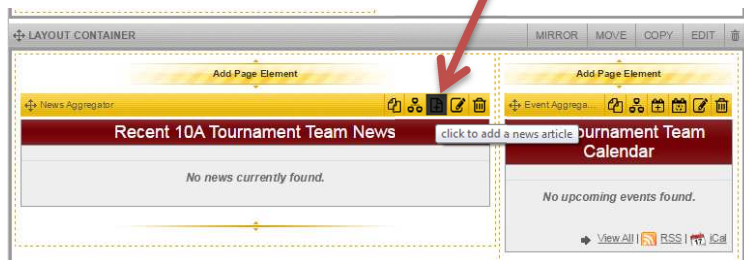 LAYOUT CONTAINER MIRROR MOVE COPY EDIT
Add Page Element
News Aggregator
Recent 10A Tournament Team News
click to add a news article
No news currently found.
Add Page Element
Event Aggrega...
ournament Team
Calendar
No upcoming events found.
View All | RSS | iCal